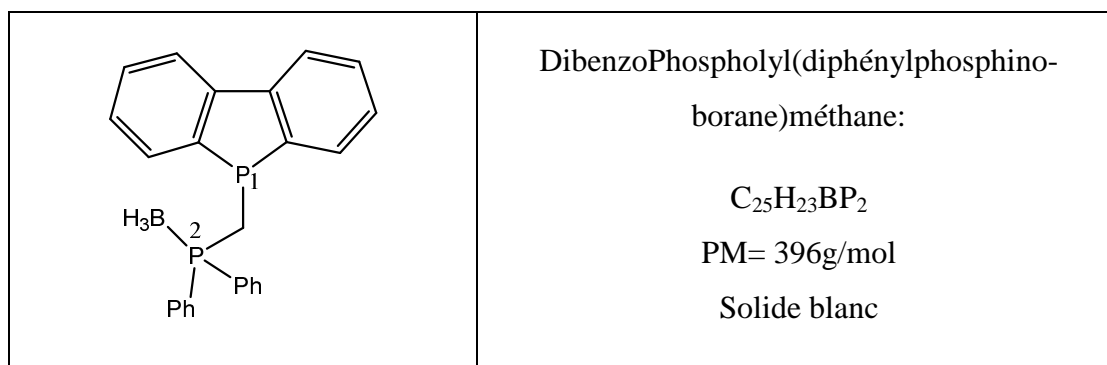 P1
H₃B
2
P
Ph
Ph
DibenzoPhospholyl(diphénylphosphino-
borane)méthane:
C₂₅H₂₃BP₂
PM= 396g/mol
Solide blanc